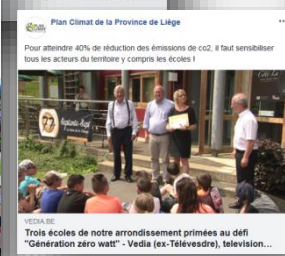 Plan Climat de la Province de Liège
Pour atteindre 40% de réduction des émissions de co2, il faut sensibiliser
tous les acteurs du territoire y compris les écoles !
VEDIA.BE
Trois écoles de notre arrondissement primées au défi
"Génération zéro watt" - Vedia (ex-Télévesdre), television…